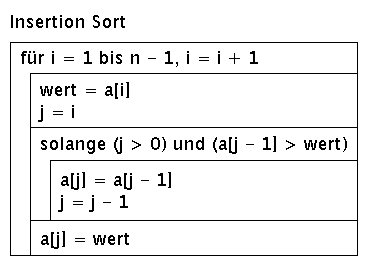 Insertion Sort
für i = 1 bis n - 1, i = i + 1
wert = a[i]
j = i
solange (j > 0) und (a[j - 1] > wert)
a[j] = a[j - 1]
j = j - 1
a[j] = wert